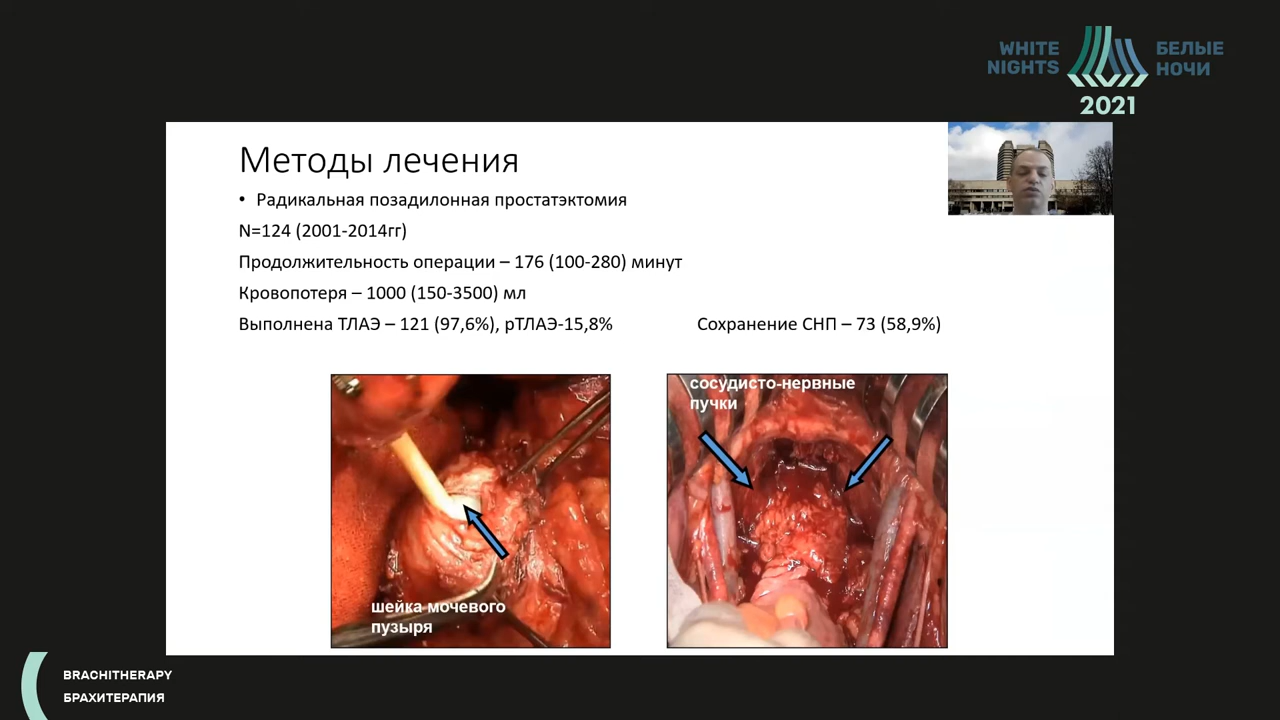 WHITE NIGHTS
БЕЛЫЕ НОЧИ
2021
Методы лечения
• Радикальная позадилонная простатэктомия
N=124 (2001-2014гг)
Продолжительность операции – 176 (100-280) минут
Кровопотеря – 1000 (150-3500) мл
Выполнена ТЛАЭ – 121 (97,6%), рТЛАЭ-15,8%
Сохранение СНП – 73 (58,9%)
сосудисто-нервные
пучки
шейка мочевого
пузыря
BRACHITHERAPY
БРАХИТЕРАПИЯ